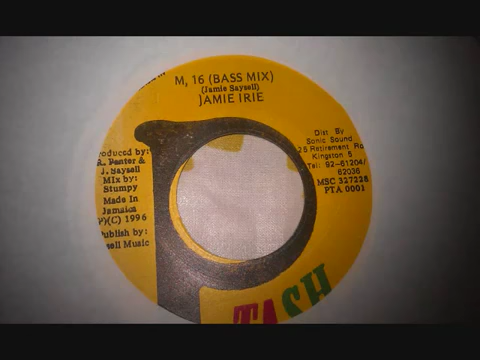 M, 16 (BASS MIX)
(Jamie Saysell)
JAMIE IRIE
roduced by:
R. Panter &
J. Saysell
Mix by:
Stumpy
Made in
Jamaica
P)(C) 1996
Publish by:
sell Music
Dist By
Sonic Sound
25 Retirement Ro
Kingston 5
Tel: 92-61204/
62036
MSC 327228
PTA 0001
TASH